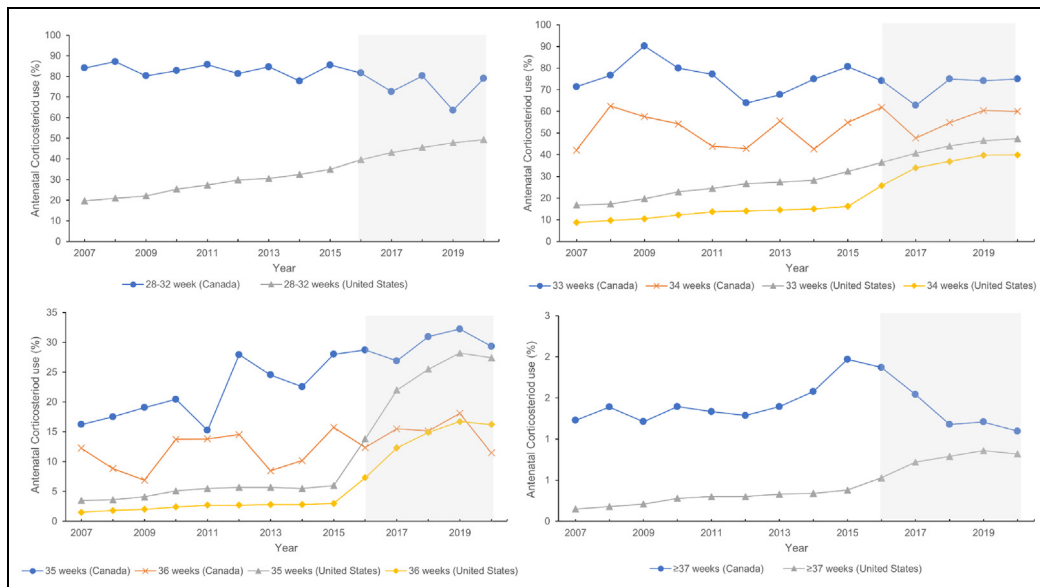 100
90
80
70
60
50
40
30
20
10
0
Antenatal Corticosteriod use (%)
2007 2009 2011 2013 2015 2017 2019
Year
28-32 week (Canada) 28-32 weeks (United States)
100
90
80
70
60
50
40
30
20
10
0
Antenatal Corticosteriod use (%)
2007 2009 2011 2013 2015 2017 2019
Year
33 weeks (Canada) 34 weeks (Canada) 33 weeks (United States) 34 weeks (United States)
35
30
25
20
15
10
5
0
Antenatal Corticosteriod use (%)
2007 2009 2011 2013 2015 2017 2019
Year
35 weeks (Canada) 36 weeks (Canada) 35 weeks (United States) 36 weeks (United States)
3
2
2
1
1
0
Antenatal Corticosteriod use (%)
2007 2009 2011 2013 2015 2017 2019
Year
≥37 weeks (Canada) ≥37 weeks (United States)